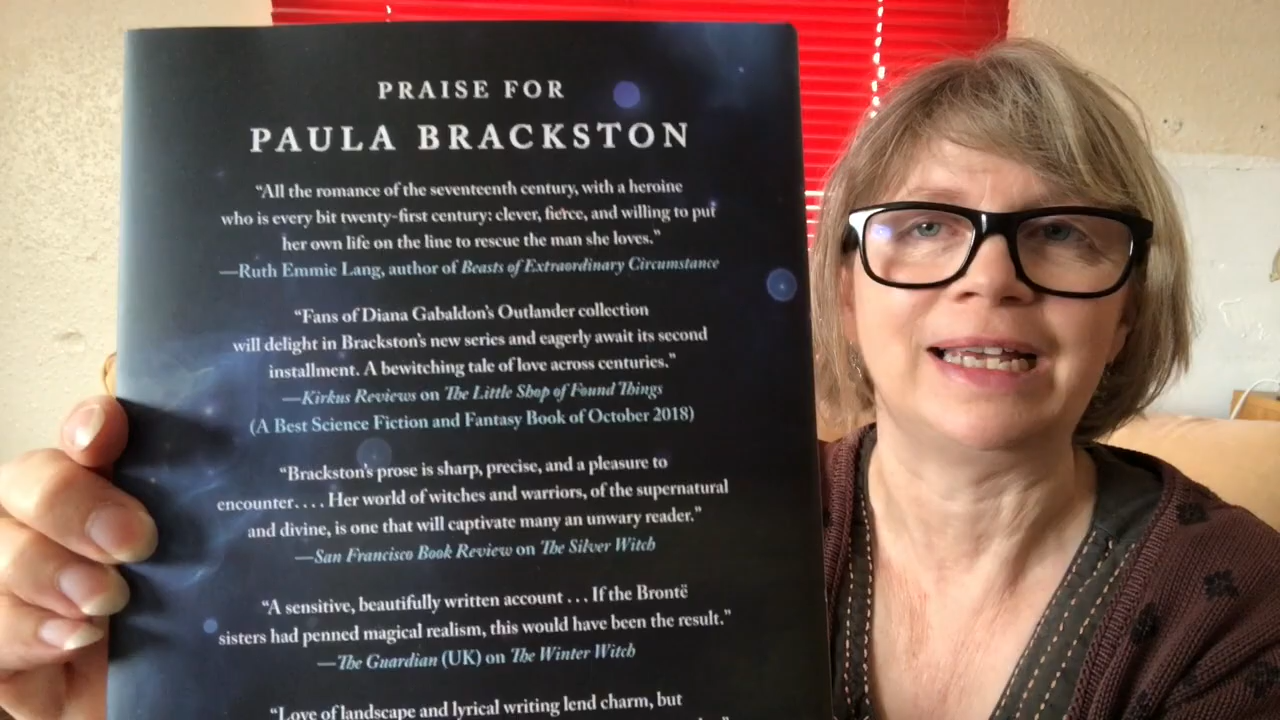 PRAISE FOR
PAULA BRACKSTON
“All the romance of the seventeenth century, with a heroine
who is every bit twenty-first century: clever, fierce, and willing to put
her own life on the line to rescue the man she loves.”
—Ruth Emmie Lang, author of Beasts of Extraordinary Circumstance
“Fans of Diana Gabaldon’s Outlander collection
will delight in Brackston’s new series and eagerly await its second
installment. A bewitching tale of love across centuries.”
—Kirkus Reviews on The Little Shop of Found Things
(A Best Science Fiction and Fantasy Book of October 2018)
“Brackston’s prose is sharp, precise, and a pleasure to
encounter. . . . Her world of witches and warriors, of the supernatural
and divine, is one that will captivate many an unwary reader.”
—San Francisco Book Review on The Silver Witch
“A sensitive, beautifully written account . . . If the Brontë
sisters had penned magical realism, this would have been the result.”
—The Guardian (UK) on The Winter Witch
“Love of landscape and lyrical writing lend charm, but